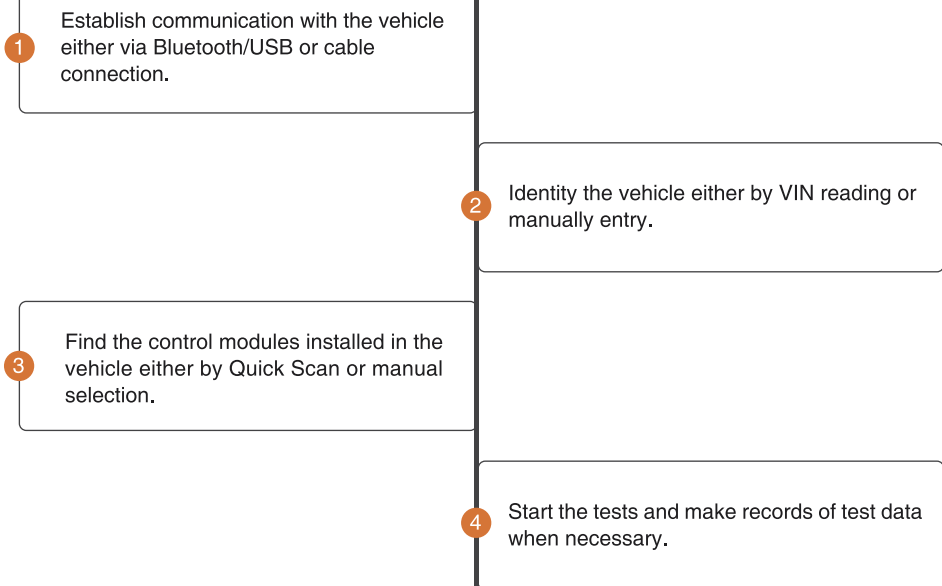 1
Establish communication with the vehicle
either via Bluetooth/USB or cable
connection.
2
Identity the vehicle either by VIN reading or
manually entry.
3
Find the control modules installed in the
vehicle either by Quick Scan or manual
selection.
4
Start the tests and make records of test data
when necessary.